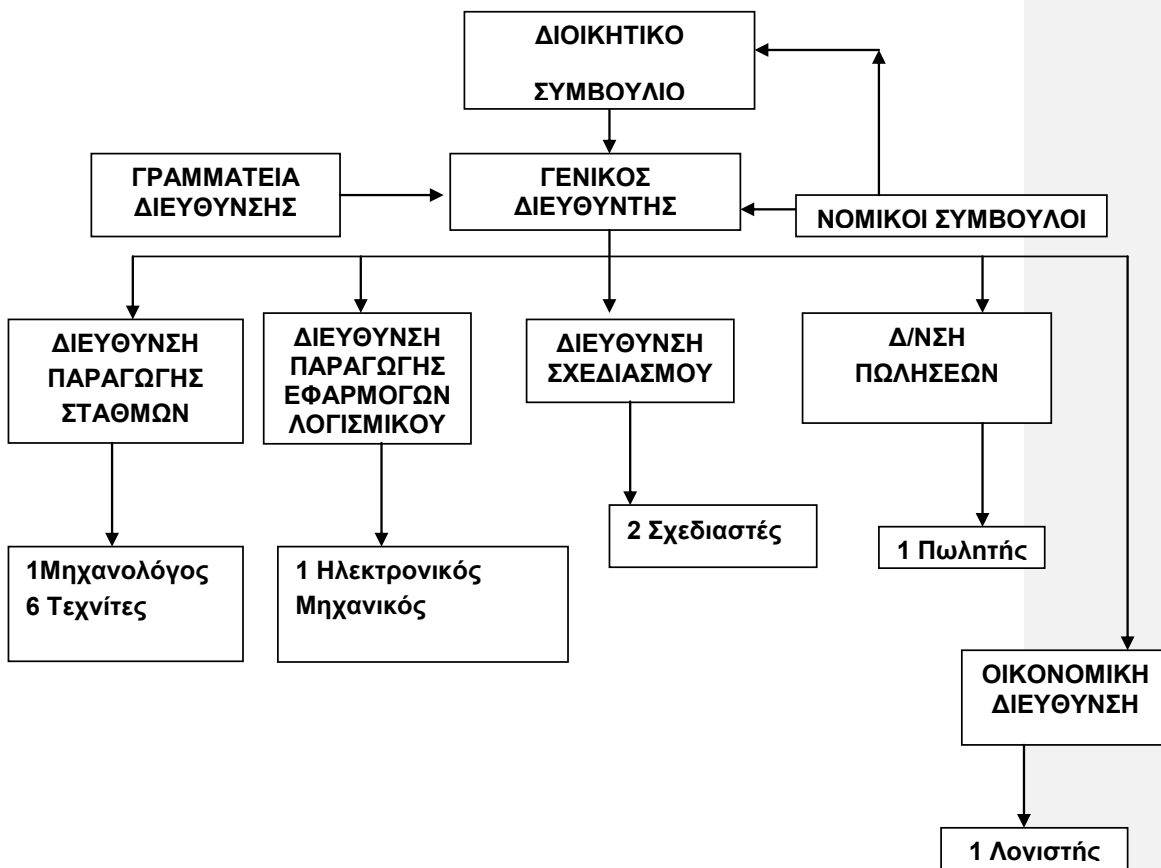 ΔΙΟΙΚΗΤΙΚΟ
ΣΥΜΒΟΥΛΙΟ
ΓΡΑΜΜΑΤΕΙΑ
ΔΙΕΥΘΥΝΣΗΣ
ΓΕΝΙΚΟΣ
ΔΙΕΥΘΥΝΤΗΣ
ΝΟΜΙΚΟΙ ΣΥΜΒΟΥΛΟΙ
ΔΙΕΥΘΥΝΣΗ
ΠΑΡΑΓΩΓΗΣ
ΣΤΑΘΜΩΝ
ΔΙΕΥΘΥΝΣΗ
ΠΑΡΑΓΩΓΗΣ
ΕΦΑΡΜΟΓΩΝ
ΛΟΓΙΣΜΙΚΟΥ
ΔΙΕΥΘΥΝΣΗ
ΣΧΕΔΙΑΣΜΟΥ
Δ/ΝΣΗ
ΠΩΛΗΣΕΩΝ
1Μηχανολόγος
6 Τεχνίτες
1 Ηλεκτρονικός
Μηχανικός
2 Σχεδιαστές
1 Πωλητής
ΟΙΚΟΝΟΜΙΚΗ
ΔΙΕΥΘΥΝΣΗ
1 Λογιστής